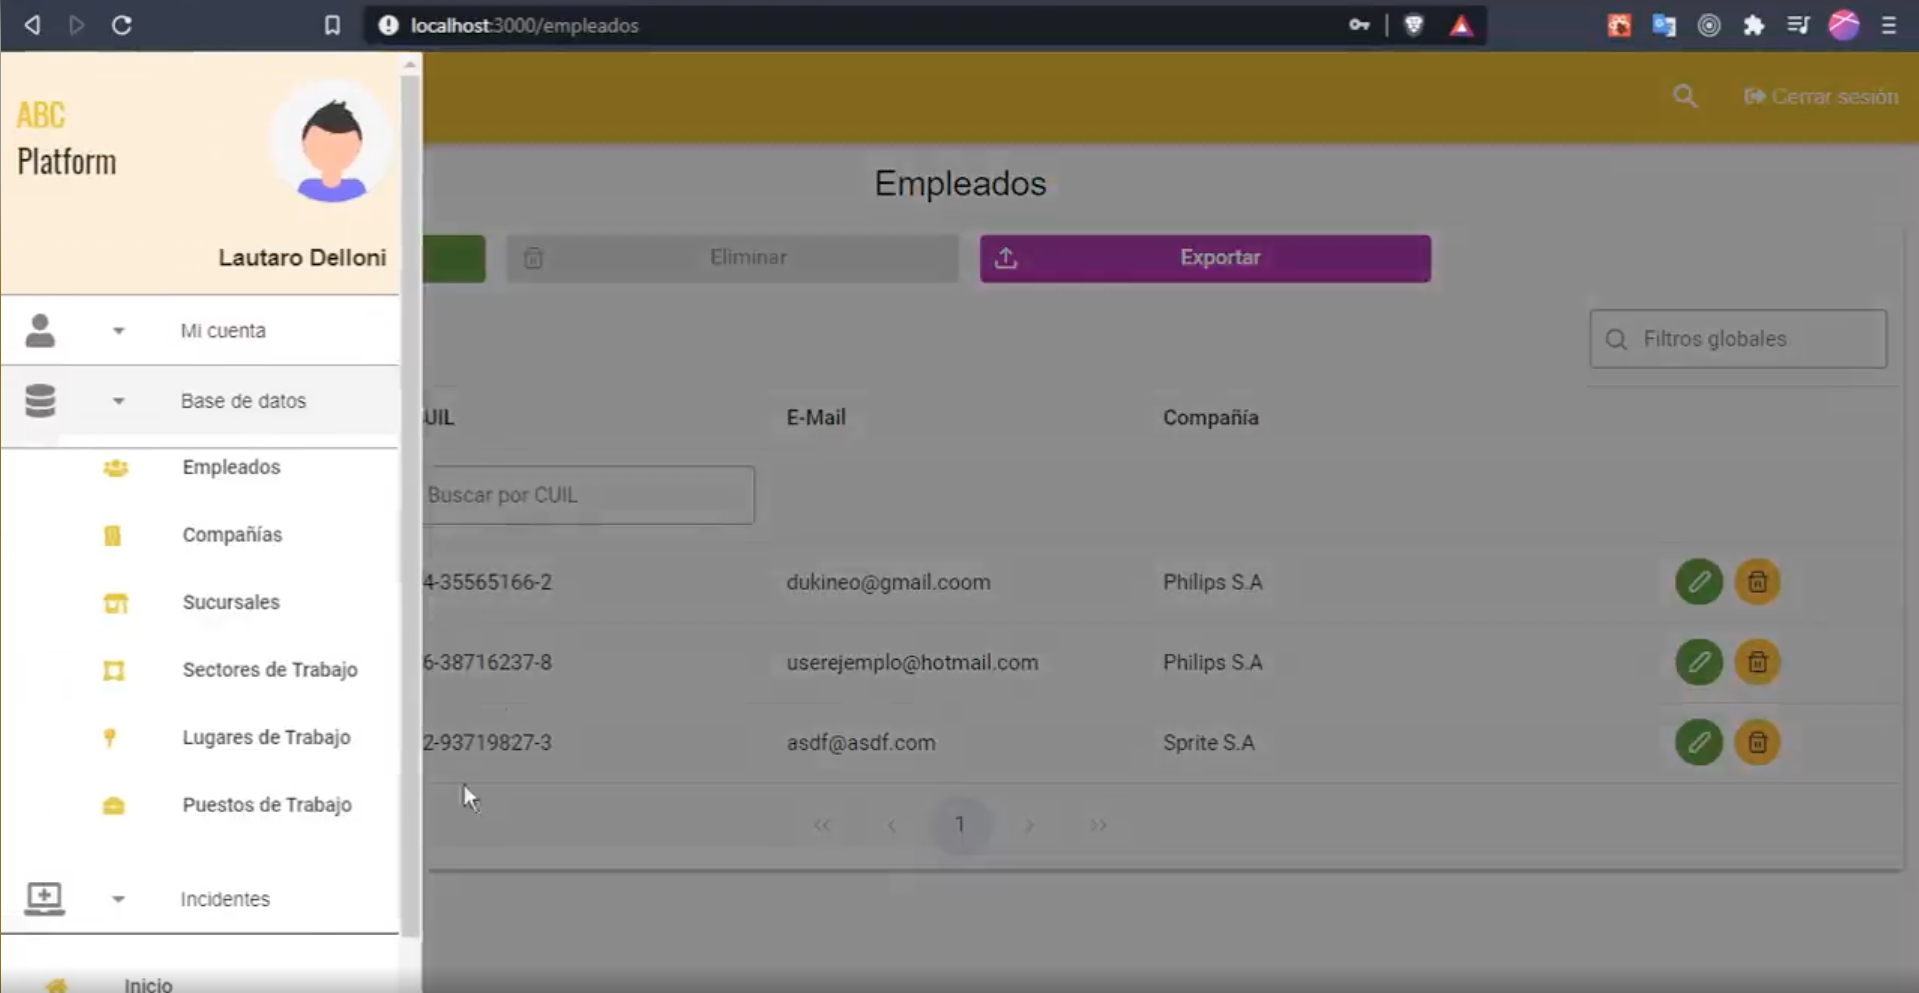 localhost:3000/empleados
ABC
Platform
Lautaro Delloni
Mi cuenta
Base de datos
Empleados
Compañías
Sucursales
Sectores de Trabajo
Lugares de Trabajo
Puestos de Trabajo
Incidentes
Inicio
Cerrar sesión
Empleados
Eliminar
Exportar
Filtros globales
UIL E-Mail Compañía
Buscar por CUIL
4-35565166-2 dukineo@gmail.coom Philips S.A
6-38716237-8 userejemplo@hotmail.com Philips S.A
2-93719827-3 asdf@asdf.com Sprite S.A
<< < 1 > >>